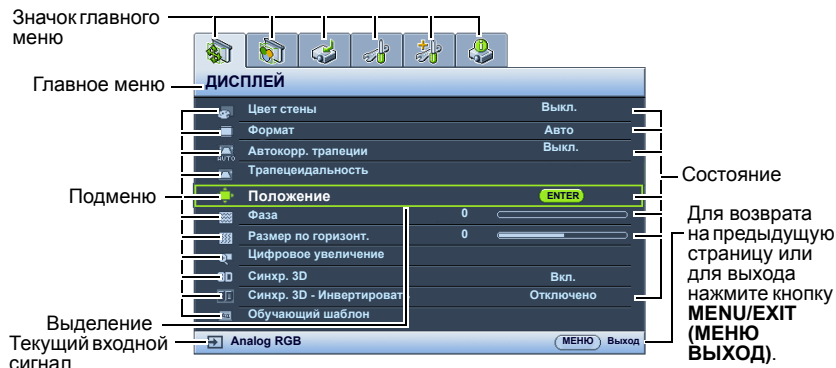 Значок главного
меню
Главное меню
ДИСПЛЕЙ
Цвет стены Выкл.
Формат Авто
AUTO Автокорр. трапеции Выкл.
Трапецеидальность
Подменю
Положение ENTER
Состояние
Фаза 0
Размер по горизонт. 0
Цифровое увеличение
3D Синхр. 3D Вкл.
Синхр. 3D - Инвертировать Отключено
Обучающий шаблон
Выделение
Текущий входной
сигнал
Analog RGB МЕНЮ Выход
Для возврата
на предыдущую
страницу или
для выхода
нажмите кнопку
MENU/EXIT
(МЕНЮ
ВЫХОД).